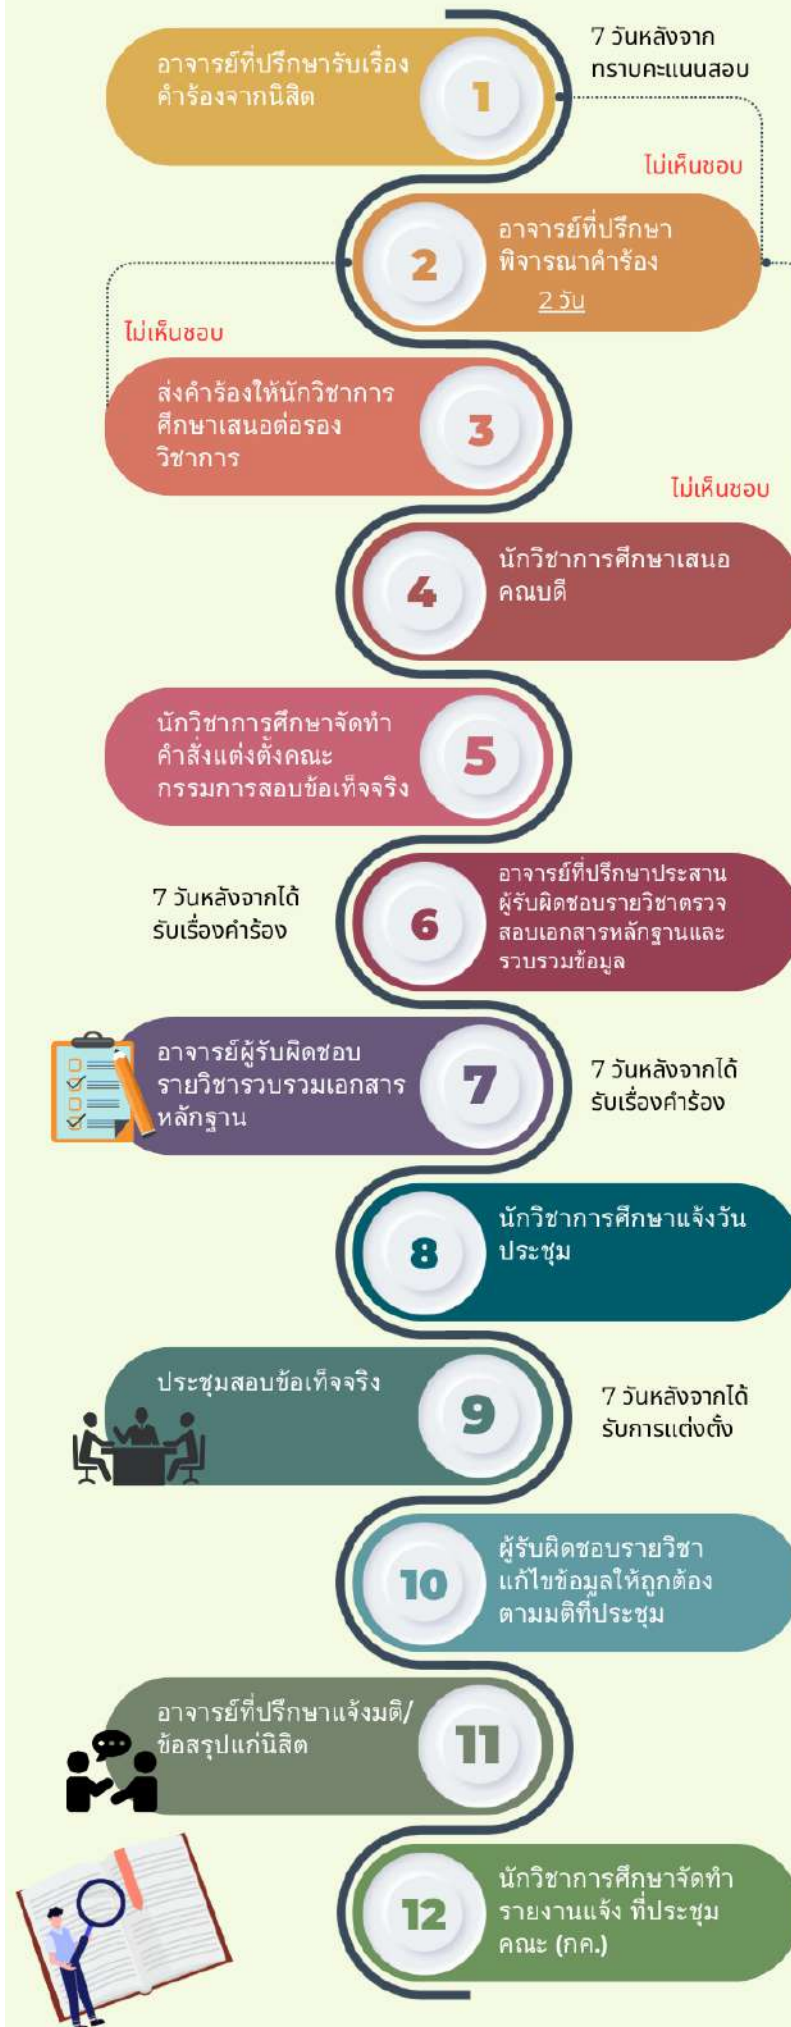 7 วันหลังจาก
ทราบคะแนนสอบ
อาจารย์ที่ปรึกษารับเรื่อง
คำร้องจากนิสิต
1
ไม่เห็นชอบ
2
อาจารย์ที่ปรึกษา
พิจารณาคำร้อง
2 วัน
ไม่เห็นชอบ
ส่งคำร้องให้นักวิชาการ
ศึกษาเสนอต่อรอง
วิชาการ
3
ไม่เห็นชอบ
4
นักวิชาการศึกษาเสนอ
คณบดี
นักวิชาการศึกษาจัดทำ
คำสั่งแต่งตั้งคณะ
กรรมการสอบข้อเท็จจริง
5
7 วันหลังจากได้
รับเรื่องคำร้อง
6
อาจารย์ที่ปรึกษาประสาน
ผู้รับผิดชอบรายวิชาตรวจ
สอบเอกสารหลักฐานและ
รวบรวมข้อมูล
อาจารย์ผู้รับผิดชอบ
รายวิชารวบรวมเอกสาร
หลักฐาน
7
7 วันหลังจากได้
รับเรื่องคำร้อง
8
นักวิชาการศึกษาแจ้งวัน
ประชุม
ประชุมสอบข้อเท็จจริง
9
7 วันหลังจากได้
รับการแต่งตั้ง
10
ผู้รับผิดชอบรายวิชา
แก้ไขข้อมูลให้ถูกต้อง
ตามมติที่ประชุม
อาจารย์ที่ปรึกษาแจ้งมติ/
ข้อสรุปแก่นิสิต
11
12
นักวิชาการศึกษาจัดทำ
รายงานแจ้ง ที่ประชุม
คณะ (กค.)